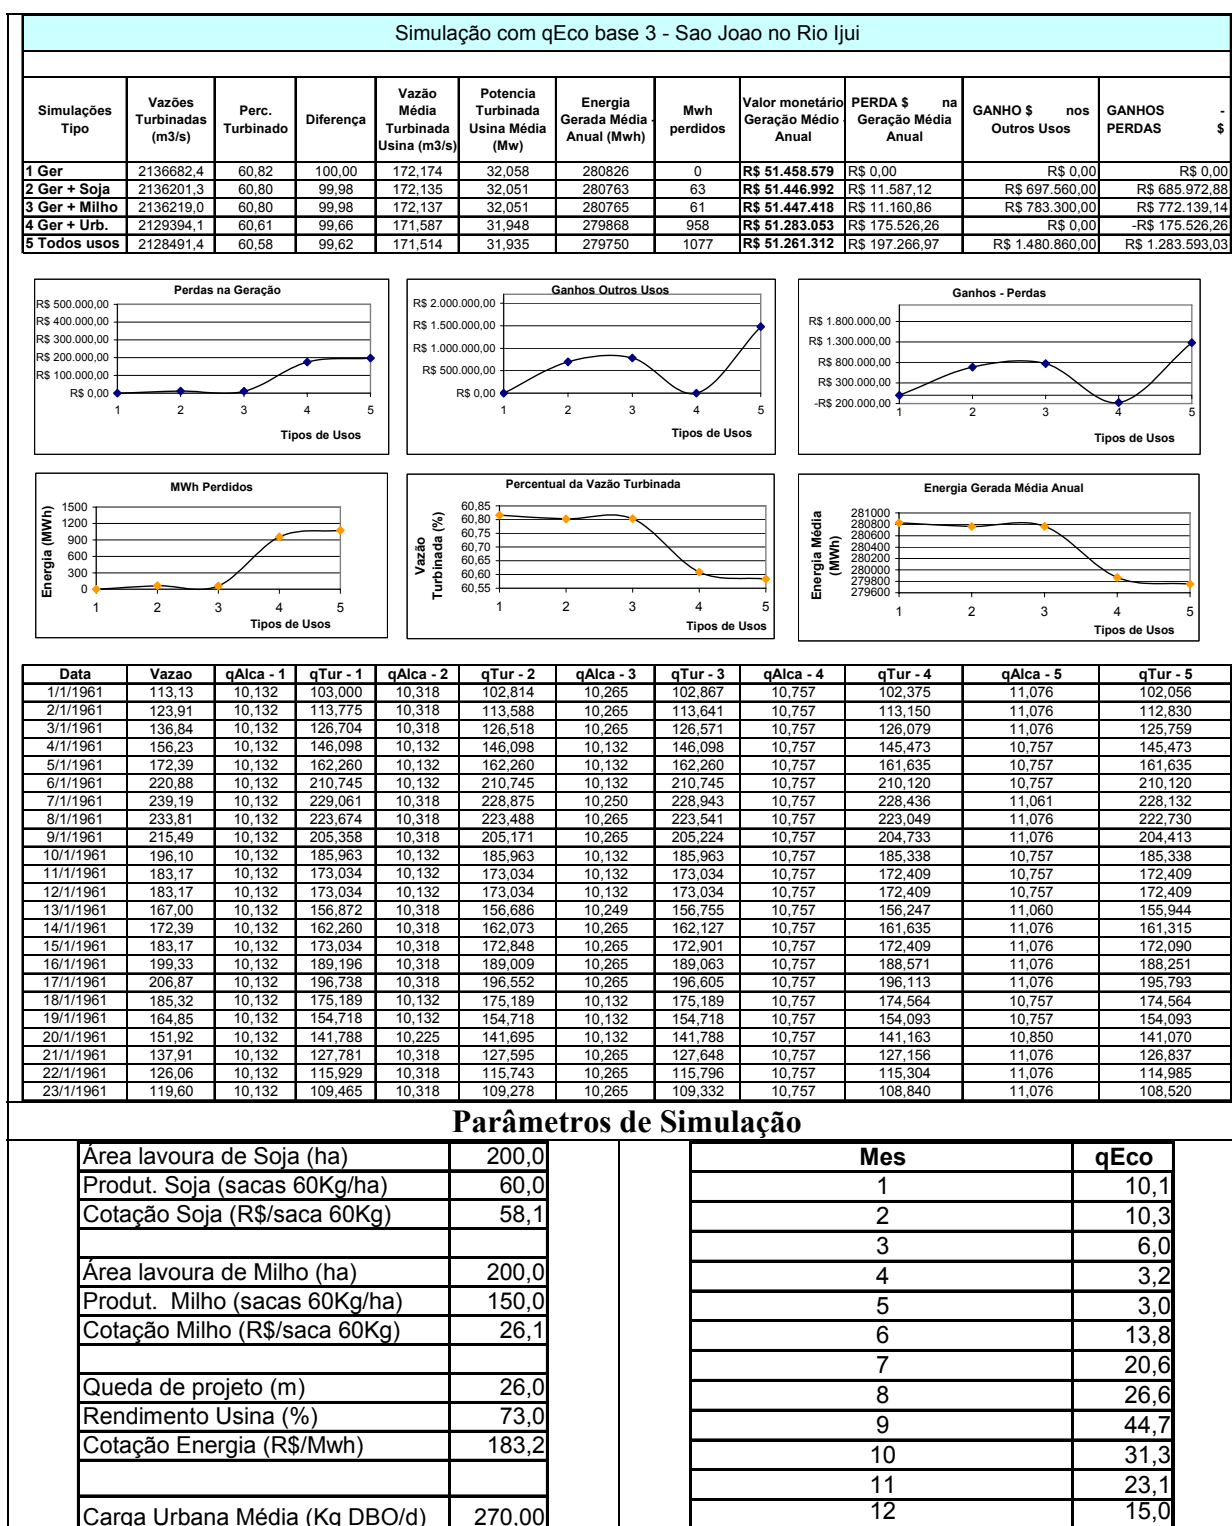 Simulação com qEco base 3 - Sao Joao no Rio Ijui
Simulações Tipo | Vazões Turbinadas (m3/s) | Perc. Turbinado | Diferença | Vazão Média Turbinada Usina (m3/s) | Potencia Turbinada Usina Média (Mw) | Energia Gerada Média - Anual (Mwh) | Mwh perdidos | Valor monetário Geração Médio - Anual | PERDA $ na Geração Média Anual | GANHO $ nos Outros Usos | GANHOS - PERDAS $
1 Ger 2136682,4 60,82 100,00 172,174 32,058 280826 0 R$ 51.458.579 R$ 0,00 R$ 0,00 R$ 0,00
2 Ger + Soja 2136201,3 60,80 99,98 172,135 32,051 280763 63 R$ 51.446.992 R$ 11.587,12 R$ 697.560,00 R$ 685.972,88
3 Ger + Milho 2136219,0 60,80 99,98 172,137 32,051 280765 61 R$ 51.447.418 R$ 11.160,86 R$ 783.300,00 R$ 772.139,14
4 Ger + Urb. 2129394,1 60,61 99,66 171,587 31,948 279868 958 R$ 51.283.053 R$ 175.526,26 R$ 0,00 -R$ 175.526,26
5 Todos usos 2128491,4 60,58 99,62 171,514 31,935 279750 1077 R$ 51.261.312 R$ 197.266,97 R$ 1.480.860,00 R$ 1.283.593,03
Perdas na Geração
R$ 500.000,00
R$ 400.000,00
R$ 300.000,00
R$ 200.000,00
R$ 100.000,00
R$ 0,00
1 2 3 4 5
Tipos de Usos
Ganhos Outros Usos
R$ 2.000.000,00
R$ 1.500.000,00
R$ 1.000.000,00
R$ 500.000,00
R$ 0,00
1 2 3 4 5
Tipos de Usos
Ganhos - Perdas
R$ 1.800.000,00
R$ 1.300.000,00
R$ 800.000,00
R$ 300.000,00
-R$ 200.000,00
1 2 3 4 5
Tipos de Usos
MWh Perdidos
Energia (MWh)
1500
1200
900
600
300
0
1 2 3 4 5
Tipos de Usos
Percentual da Vazão Turbinada
Vazão Turbinada (%)
60,85
60,80
60,75
60,70
60,65
60,60
60,55
1 2 3 4 5
Tipos de Usos
Energia Gerada Média Anual
Energia Média (MWh)
281000
280800
280600
280400
280200
280000
279800
279600
1 2 3 4 5
Tipos de Usos
Data Vazao qAlca - 1 qTur - 1 qAlca - 2 qTur - 2 qAlca - 3 qTur - 3 qAlca - 4 qTur - 4 qAlca - 5 qTur - 5
1/1/1961 113,13 10,132 103,000 10,318 102,814 10,265 102,867 10,757 102,375 11,076 102,056
2/1/1961 123,91 10,132 113,775 10,318 113,588 10,265 113,641 10,757 113,150 11,076 112,830
3/1/1961 136,84 10,132 126,704 10,318 126,518 10,265 126,571 10,757 126,079 11,076 125,759
4/1/1961 156,23 10,132 146,098 10,132 146,098 10,132 146,098 10,757 145,473 10,757 145,473
5/1/1961 172,39 10,132 162,260 10,132 162,260 10,132 162,260 10,757 161,635 10,757 161,635
6/1/1961 220,88 10,132 210,745 10,132 210,745 10,132 210,745 10,757 210,120 10,757 210,120
7/1/1961 239,19 10,132 229,061 10,318 228,875 10,250 228,943 10,757 228,436 11,061 228,132
8/1/1961 233,81 10,132 223,674 10,318 223,488 10,265 223,541 10,757 223,049 11,076 222,730
9/1/1961 215,49 10,132 205,358 10,318 205,171 10,265 205,224 10,757 204,733 11,076 204,413
10/1/1961 196,10 10,132 185,963 10,132 185,963 10,132 185,963 10,757 185,338 10,757 185,338
11/1/1961 183,17 10,132 173,034 10,132 173,034 10,132 173,034 10,757 172,409 10,757 172,409
12/1/1961 183,17 10,132 173,034 10,132 173,034 10,132 173,034 10,757 172,409 10,757 172,409
13/1/1961 167,00 10,132 156,872 10,318 156,686 10,249 156,755 10,757 156,247 11,060 155,944
14/1/1961 172,39 10,132 162,260 10,318 162,073 10,265 162,127 10,757 161,635 11,076 161,315
15/1/1961 183,17 10,132 173,034 10,318 172,848 10,265 172,901 10,757 172,409 11,076 172,090
16/1/1961 199,33 10,132 189,196 10,318 189,009 10,265 189,063 10,757 188,571 11,076 188,251
17/1/1961 206,87 10,132 196,738 10,318 196,552 10,265 196,605 10,757 196,113 11,076 195,793
18/1/1961 185,32 10,132 175,189 10,132 175,189 10,132 175,189 10,757 174,564 10,757 174,564
19/1/1961 164,85 10,132 154,718 10,132 154,718 10,132 154,718 10,757 154,093 10,757 154,093
20/1/1961 151,92 10,132 141,788 10,225 141,695 10,132 141,788 10,757 141,163 10,850 141,070
21/1/1961 137,91 10,132 127,781 10,318 127,595 10,265 127,648 10,757 127,156 11,076 126,837
22/1/1961 126,06 10,132 115,929 10,318 115,743 10,265 115,796 10,757 115,304 11,076 114,985
23/1/1961 119,60 10,132 109,465 10,318 109,278 10,265 109,332 10,757 108,840 11,076 108,520
Parâmetros de Simulação
Área lavoura de Soja (ha) 200,0
Produt. Soja (sacas 60Kg/ha) 60,0
Cotação Soja (R$/saca 60Kg) 58,1
Área lavoura de Milho (ha) 200,0
Produt. Milho (sacas 60Kg/ha) 150,0
Cotação Milho (R$/saca 60Kg) 26,1
Queda de projeto (m) 26,0
Rendimento Usina (%) 73,0
Cotação Energia (R$/Mwh) 183,2
Carga Urbana Média (Kg DBO/d) 270,00
Mes qEco
1 10,1
2 10,3
3 6,0
4 3,2
5 3,0
6 13,8
7 20,6
8 26,6
9 44,7
10 31,3
11 23,1
12 15,0